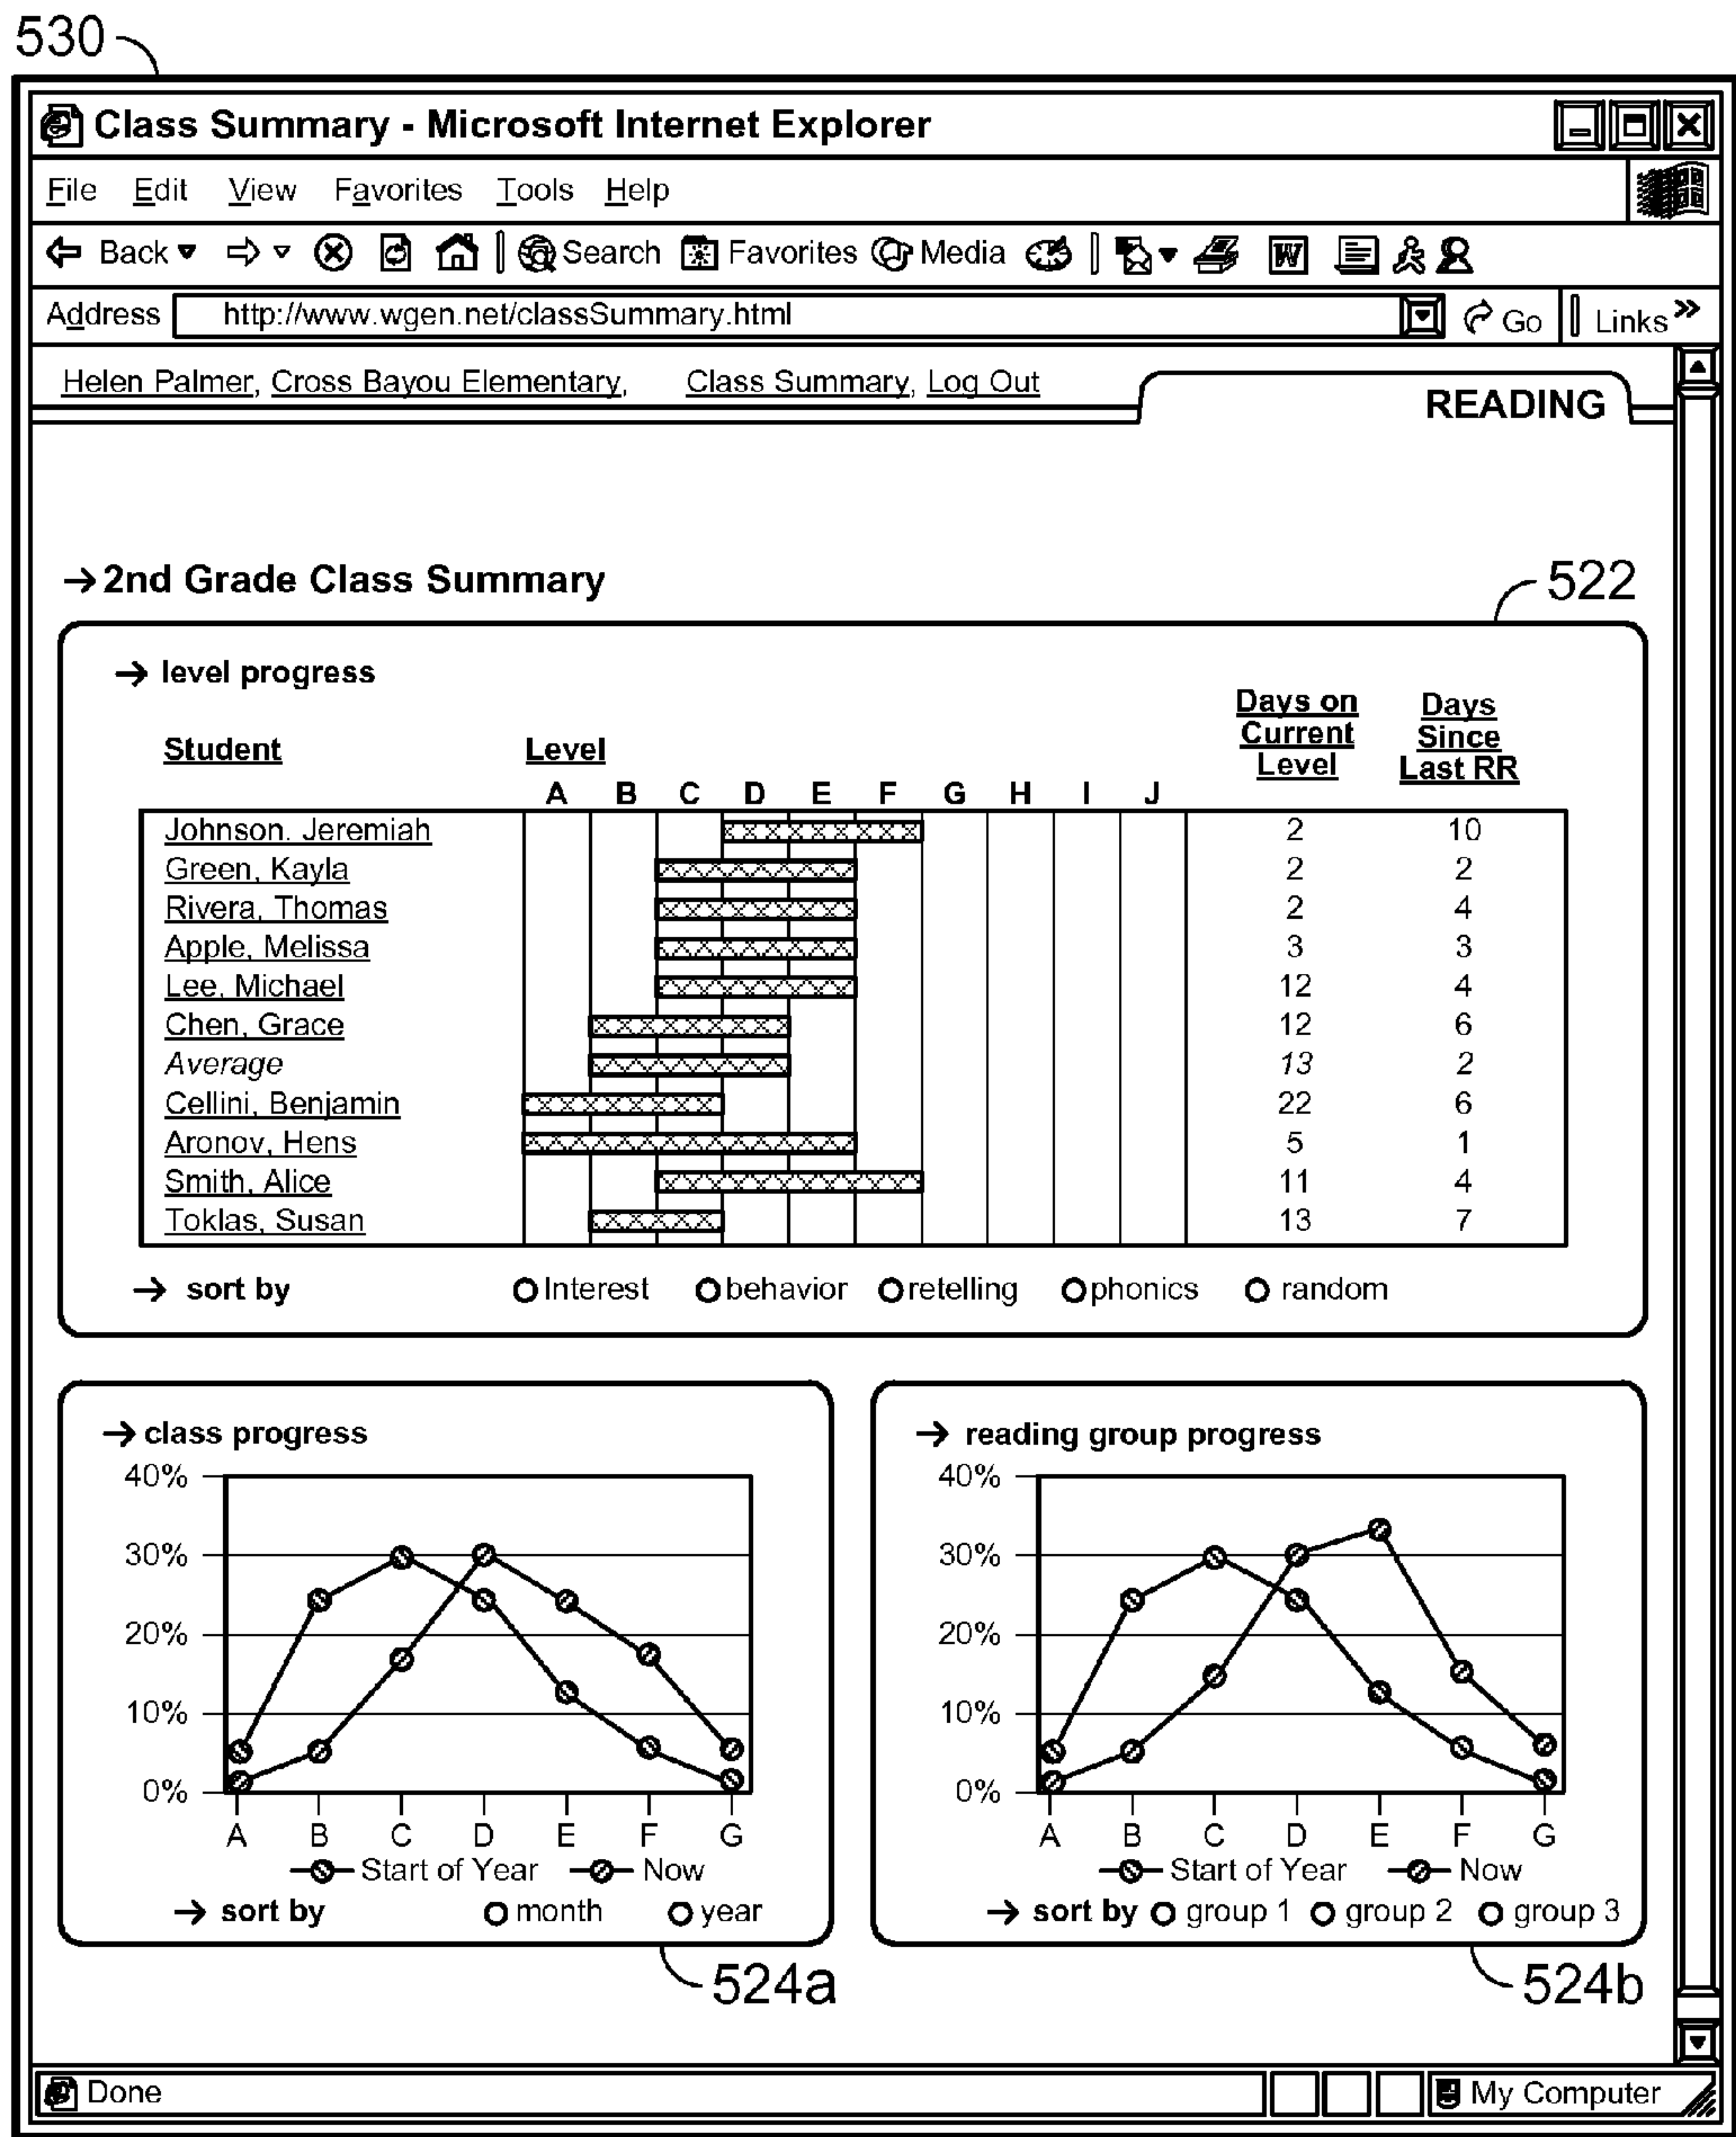 530
Class Summary - Microsoft Internet Explorer
File Edit View Favorites Tools Help
Back Search Favorites Media W
Address http://www.wgen.net/classSummary.html Go Links »
Helen Palmer, Cross Bayou Elementary, Class Summary, Log Out
READING
→2nd Grade Class Summary
522
→ level progress
Student Level Days on Current Level Days Since Last RR
A B C D E F G H I J
Johnson. Jeremiah 2 10
Green, Kayla 2 2
Rivera, Thomas 2 4
Apple, Melissa 3 3
Lee, Michael 12 4
Chen, Grace 12 6
Average 13 2
Cellini, Benjamin 22 6
Aronov, Hens 5 1
Smith, Alice 11 4
Toklas, Susan 13 7
→ sort by Interest behavior retelling phonics random
→ class progress
40%
30%
20%
10%
0%
A B C D E F G
Start of Year Now
→ sort by month year
524a
→ reading group progress
40%
30%
20%
10%
0%
A B C D E F G
Start of Year Now
→ sort by group 1 group 2 group 3
524b
Done My Computer